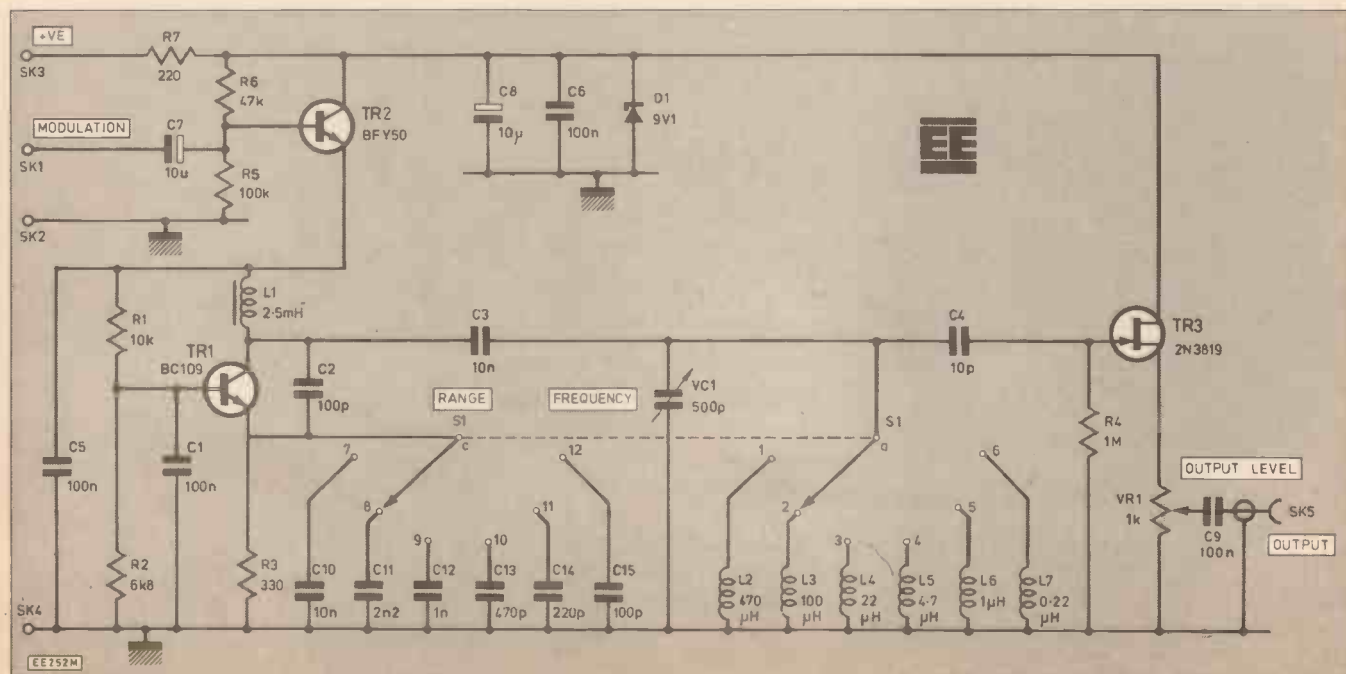 +VE
R7
220
SK3
R6
47k
TR2
BFY50
MODULATION
C7
10µ
SK1
R5
100k
SK2
C8
10µ
C6
100n
D1
9V1
EE
L1
2·5mH
R1
10k
TR1
BC109
C2
100p
C3
10n
C4
10p
TR3
2N3819
RANGE
FREQUENCY
VC1
500p
S1
c
S1
a
C5
100n
C1
100n
7
8
9
10
11
12
1
2
3
4
5
6
R4
1M
OUTPUT LEVEL
VR1
1k
C9
100n
SK5
OUTPUT
R2
6k8
R3
330
C10
10n
C11
2n2
C12
1n
C13
470p
C14
220p
C15
100p
L2
470
µH
L3
100
µH
L4
22
µH
L5
4·7
µH
L6
1µH
L7
0·22
µH
SK4
EE252M